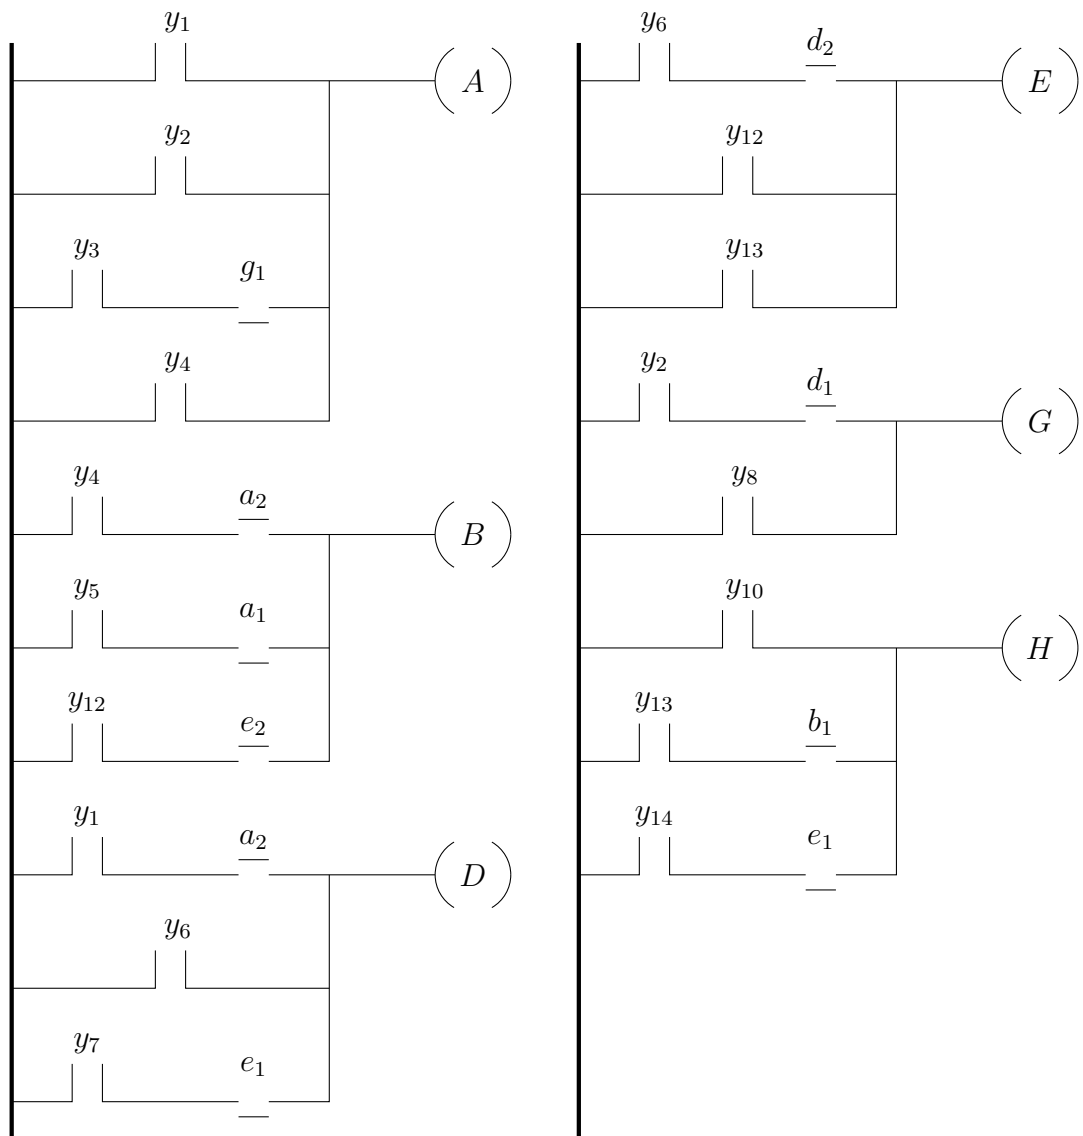 y₁
A
y₂
y₃ g₁
y₄
y₄ a₂
B
y₅ a₁
y₁₂ e₂
y₁ a₂
D
y₆
y₇ e₁
y₆ d₂
E
y₁₂
y₁₃
y₂ d₁
G
y₈
y₁₀
H
y₁₃ b₁
y₁₄ e₁